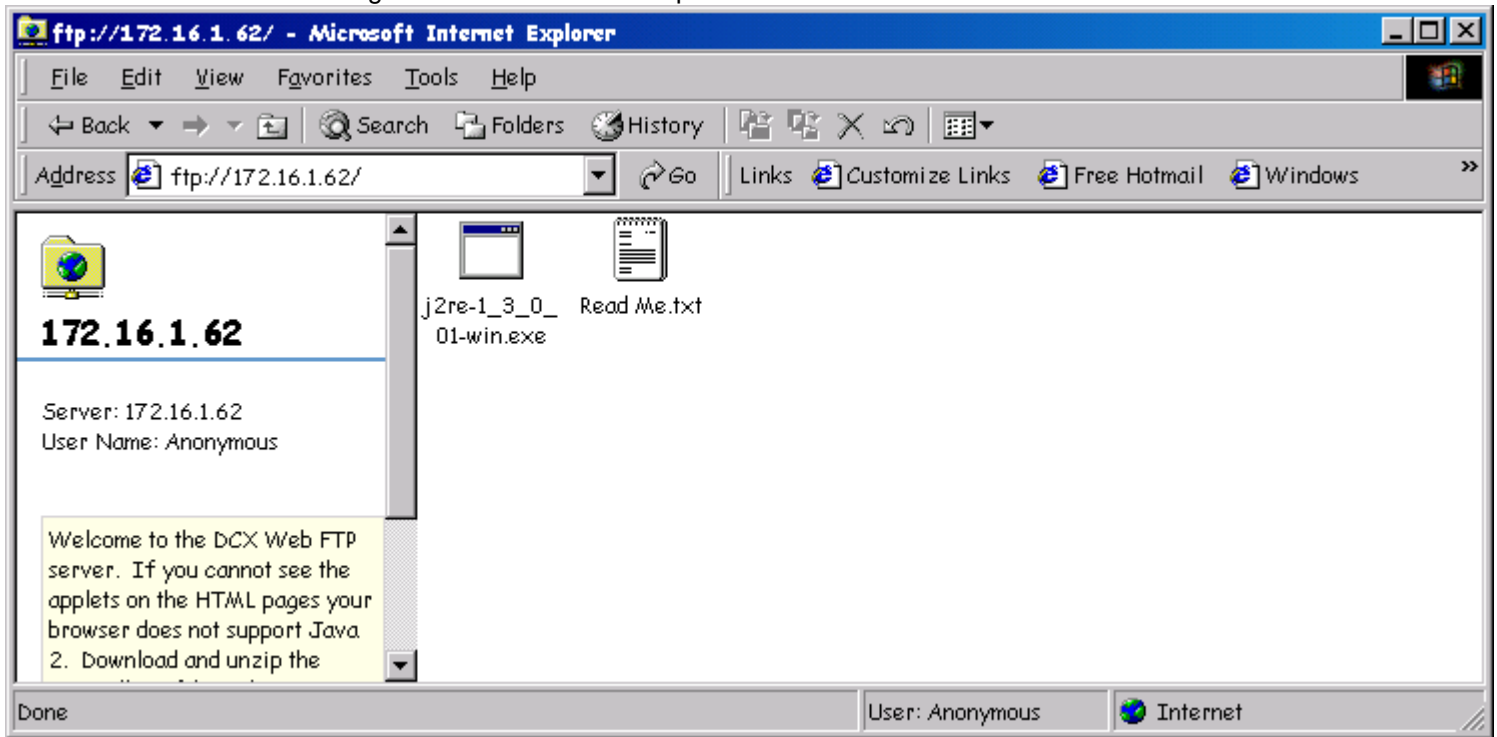 ftp://172.16.1.62/ - Microsoft Internet Explorer
File Edit View Favorites Tools Help
Back Search Folders History
Address ftp://172.16.1.62/ Go Links Customize Links Free Hotmail Windows »
172.16.1.62
Server: 172.16.1.62
User Name: Anonymous
Welcome to the DCX Web FTP
server. If you cannot see the
applets on the HTML pages your
browser does not support Java
2. Download and unzip the
j2re-1_3_0_
01-win.exe
Read Me.txt
Done User: Anonymous Internet